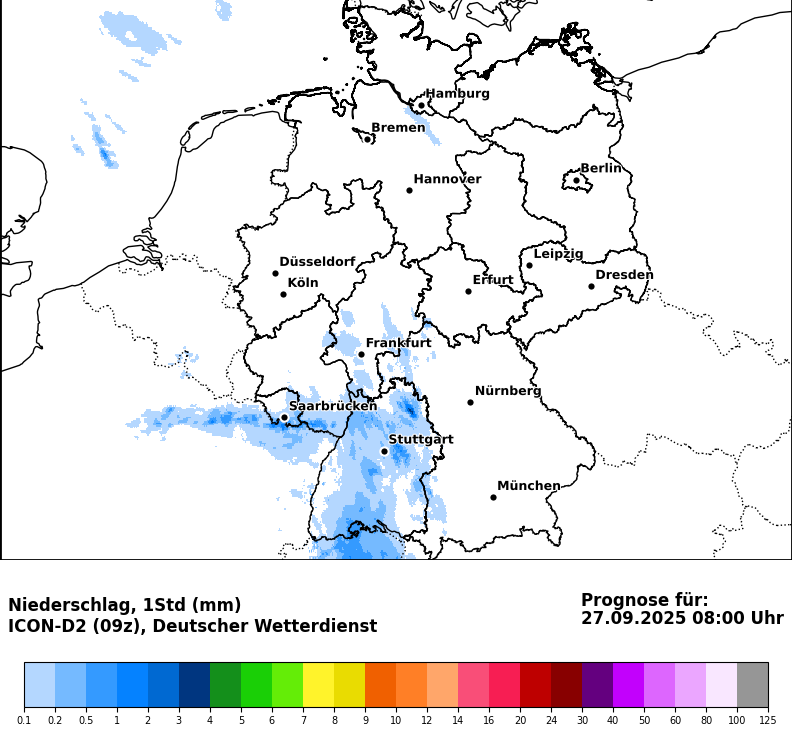 Hamburg
Bremen
Berlin
Hannover
Leipzig
Düsseldorf
Dresden
Köln
Erfurt
Frankfurt
Nürnberg
Saarbrücken
Stuttgart
München
Niederschlag, 1Std (mm)
ICON-D2 (09z), Deutscher Wetterdienst
Prognose für:
27.09.2025 08:00 Uhr
0.1 0.2 0.5 1 2 3 4 5 6 7 8 9 10 12 14 16 20 24 30 40 50 60 80 100 125